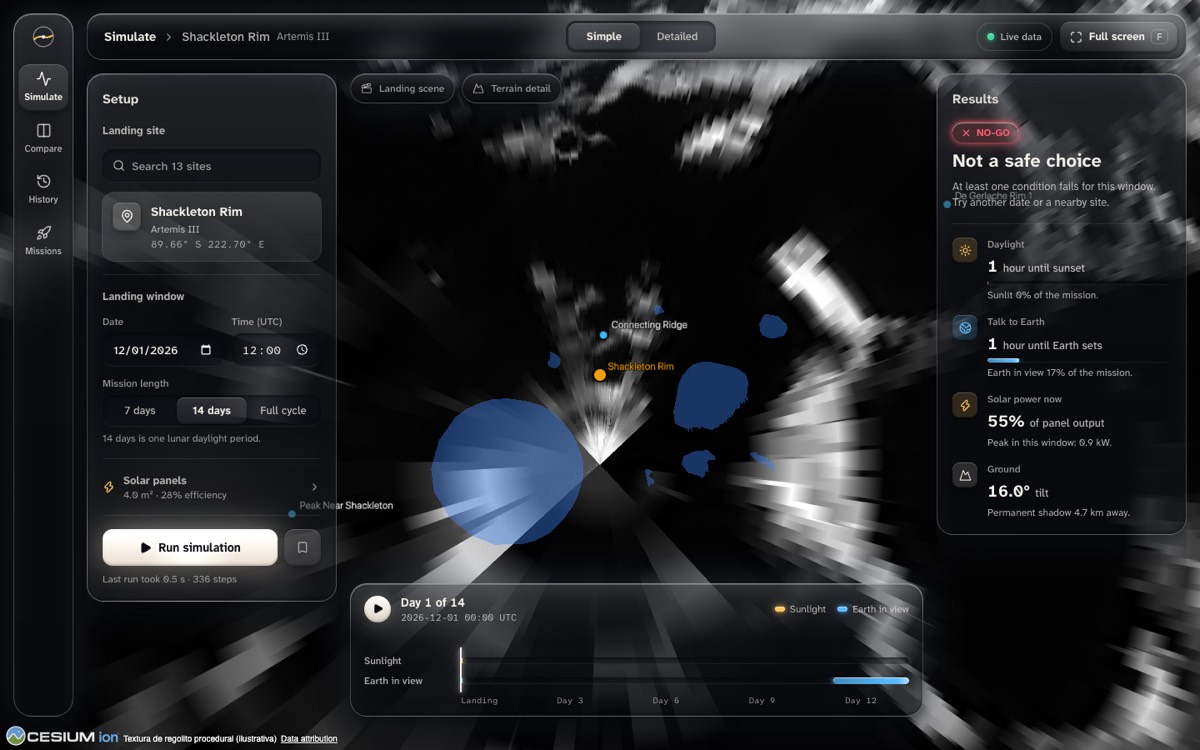 Simulate > Shackleton Rim Artemis III
Simple
Detailed
Live data
Full screen F
Simulate
Compare
History
Missions
Setup
Landing site
Search 13 sites
Shackleton Rim
Artemis III
89.66° S 222.70° E
Landing window
Date
Time (UTC)
12/01/2026
12:00
Mission length
7 days
14 days
Full cycle
14 days is one lunar daylight period.
Solar panels
4.0 m² · 28% efficiency
Run simulation
Last run took 0.5 s · 336 steps
Landing scene
Terrain detail
Connecting Ridge
Shackleton Rim
Peak Near Shackleton
De Gerlache Rim 1
Results
× NO-GO
Not a safe choice
At least one condition fails for this window.
Try another date or a nearby site.
Daylight
1 hour until sunset
Sunlit 0% of the mission.
Talk to Earth
1 hour until Earth sets
Earth in view 17% of the mission.
Solar power now
55% of panel output
Peak in this window: 0.9 kW.
Ground
16.0° tilt
Permanent shadow 4.7 km away.
Day 1 of 14
2026-12-01 00:00 UTC
Sunlight
Earth in view
Sunlight
Earth in view
Landing
Day 3
Day 6
Day 9
Day 12
CESIUM ion Textura de regolito procedural (ilustrativa) Data attribution